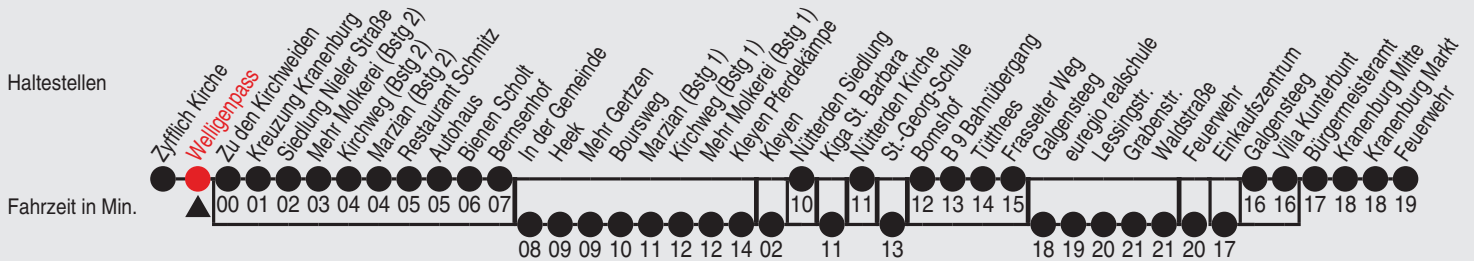 Haltestellen
Zyfflich Kirche
Welligenpass
Zu den Kirchweiden
Kreuzung Kranenburg
Siedlung Nieler Straße
Mehr Molkerei (Bstg 2)
Kirchweg (Bstg 2)
Marzian (Bstg 2)
Restaurant Schmitz
Autohaus
Bienen Scholt
Bernsenhof
In der Gemeinde
Heek
Mehr Gertzen
Boursweg
Marzian (Bstg 1)
Kirchweg (Bstg 1)
Mehr Molkerei (Bstg 1)
Kleyen Pferdekämpe
Kleyen
Nütterden Siedlung
Kiga St. Barbara
Nütterden Kirche
St.Georg-Schule
Bomshof
B 9 Bahnübergang
Tütthees
Frasselter Weg
Galgensteeg
euregio realschule
Lessingstr.
Grabenstr.
Waldstraße
Feuerwehr
Einkaufszentrum
Galgensteeg
Villa Kunterbunt
Bürgermeisteramt
Kranenburg Mitte
Kranenburg Markt
Feuerwehr
Fahrzeit in Min.
00 01 02 03 04 04 05 05 06 07 10 11 12 13 14 15 16 16 17 18 18 19
08 09 09 10 11 12 12 14 02 11 13 18 19 20 21 21 20 17